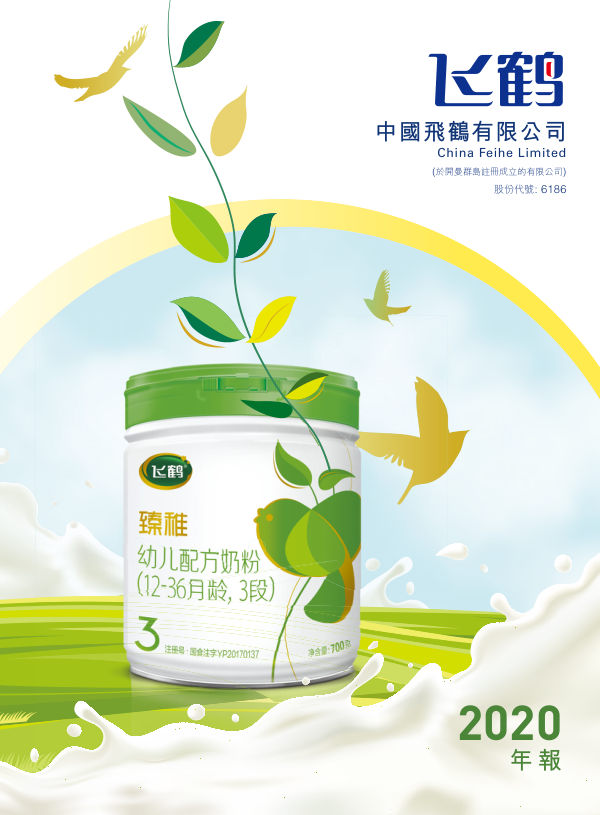 飞鹤
中國飛鶴有限公司
China Feihe Limited
(於開曼群島註冊成立的有限公司)
股份代號: 6186
飞鹤
臻稚
幼儿配方奶粉
(12-36月龄, 3段)
3
注册号·国食注字YP20170137
净含量:700克
2020
年報